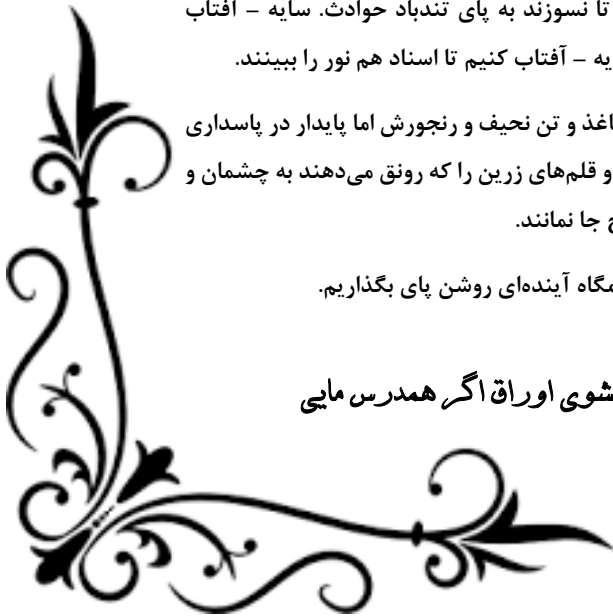 تا نسوزند به پای تندباد حوادث. سایه – آفتاب
یه – آفتاب کنیم تا اسناد هم نور را ببینند.
اغذ و تن نحیف و رنجورش اما پایدار در پاسداری
و قلم‌های زرین را که رونق می‌دهند به چشمان و
جا نمانند.
مگاه آینده‌ای روشن پای بگذاریم.
شوی اوراق اگر همدرس مایی